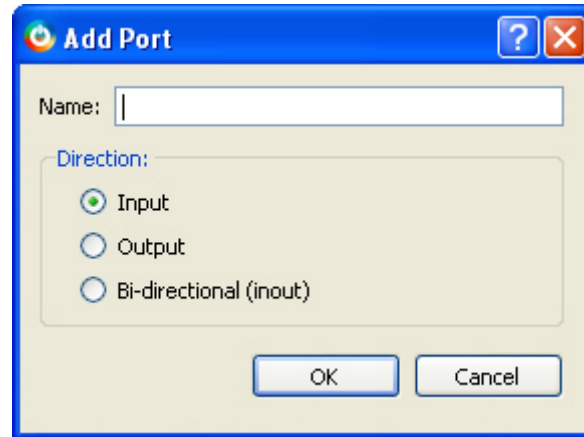 Add Port
?
Name:
Direction:
Input
Output
Bi-directional (inout)
OK Cancel